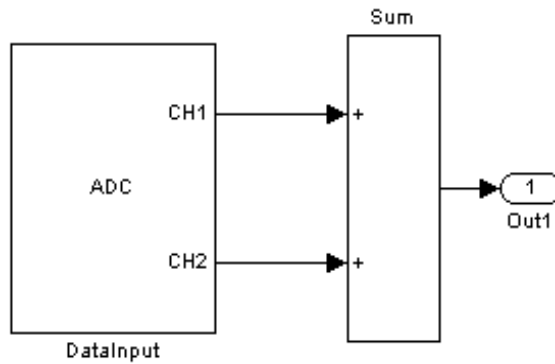 Sum
CH1
+
ADC
1
Out1
CH2
+
DataInput